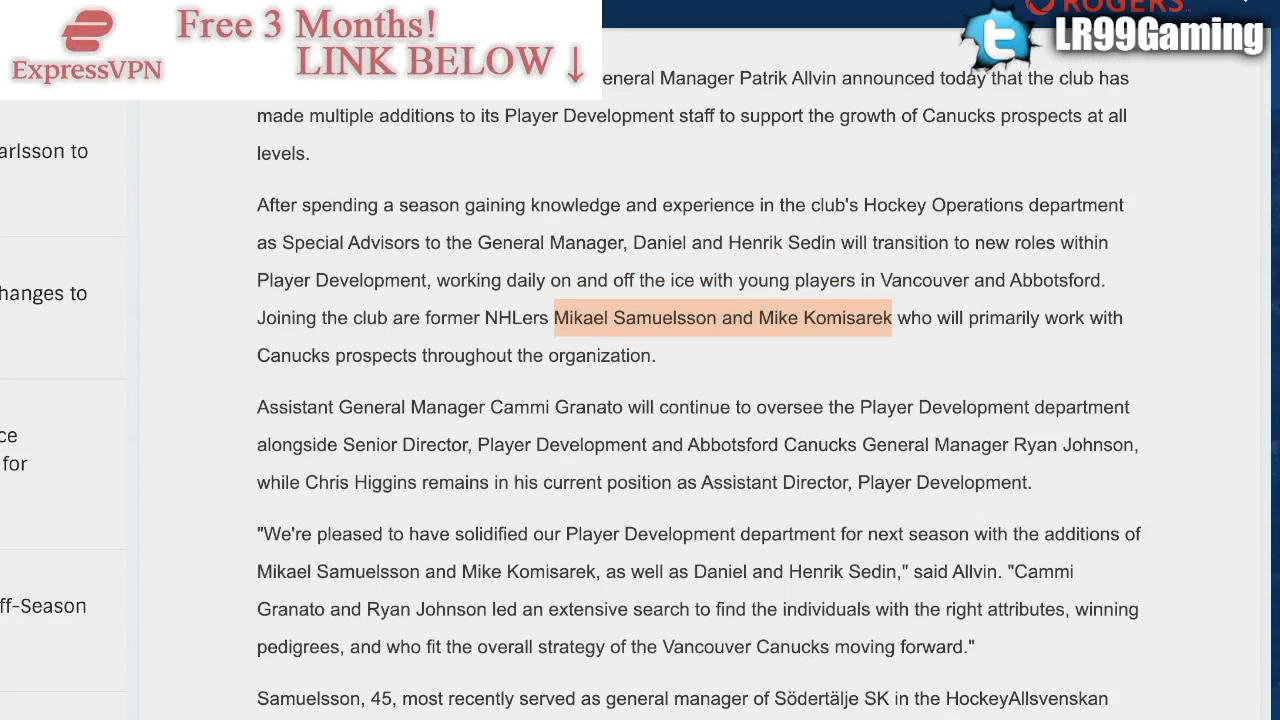 ROGERS
Free 3 Months!
LINK BELOW ↓
ExpressVPN
LR99Gaming
eneral Manager Patrik Allvin announced today that the club has
made multiple additions to its Player Development staff to support the growth of Canucks prospects at all
levels.
arlsson to
After spending a season gaining knowledge and experience in the club's Hockey Operations department
as Special Advisors to the General Manager, Daniel and Henrik Sedin will transition to new roles within
Player Development, working daily on and off the ice with young players in Vancouver and Abbotsford.
Joining the club are former NHLers Mikael Samuelsson and Mike Komisarek who will primarily work with
Canucks prospects throughout the organization.
hanges to
Assistant General Manager Cammi Granato will continue to oversee the Player Development department
alongside Senior Director, Player Development and Abbotsford Canucks General Manager Ryan Johnson,
while Chris Higgins remains in his current position as Assistant Director, Player Development.
ce
for
"We're pleased to have solidified our Player Development department for next season with the additions of
Mikael Samuelsson and Mike Komisarek, as well as Daniel and Henrik Sedin," said Allvin. "Cammi
Granato and Ryan Johnson led an extensive search to find the individuals with the right attributes, winning
pedigrees, and who fit the overall strategy of the Vancouver Canucks moving forward."
ff-Season
Samuelsson, 45, most recently served as general manager of Södertälje SK in the HockeyAllsvenskan